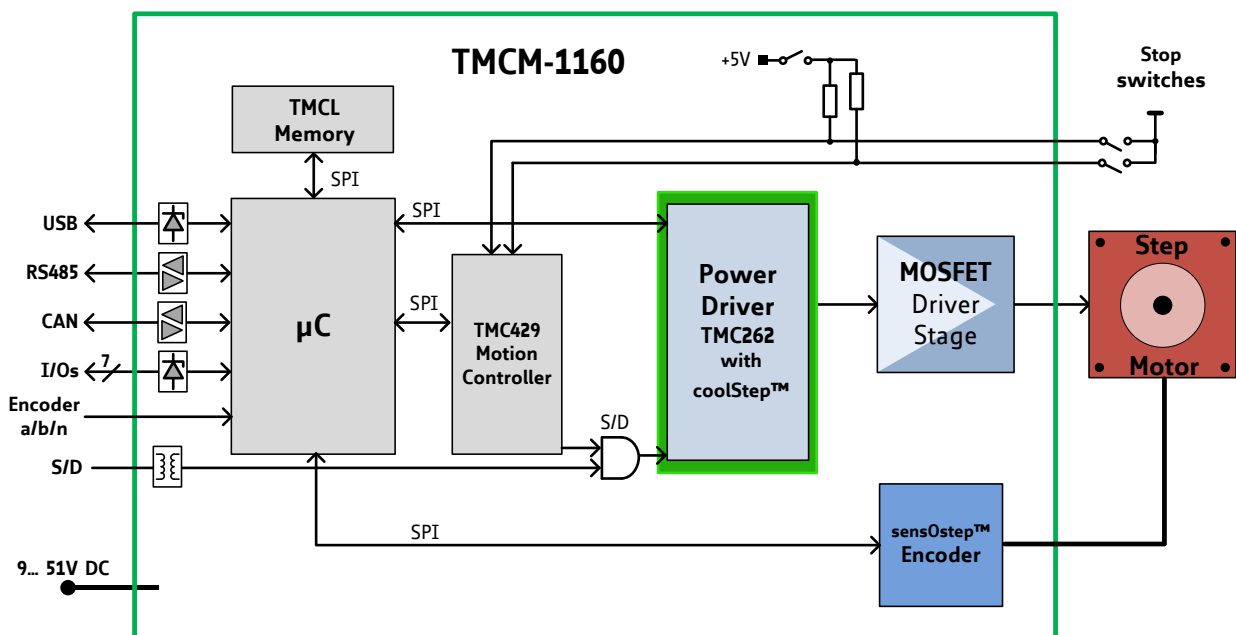 TMCM-1160
+5V
Stop
switches
TMCL
Memory
SPI
USB
RS485
CAN
7
I/Os
Encoder
a/b/n
S/D
µC
SPI
SPI
TMC429
Motion
Controller
S/D
Power
Driver
TMC262
with
coolStep™
MOSFET
Driver
Stage
Step
Motor
SPI
sensOstep™
Encoder
9... 51V DC